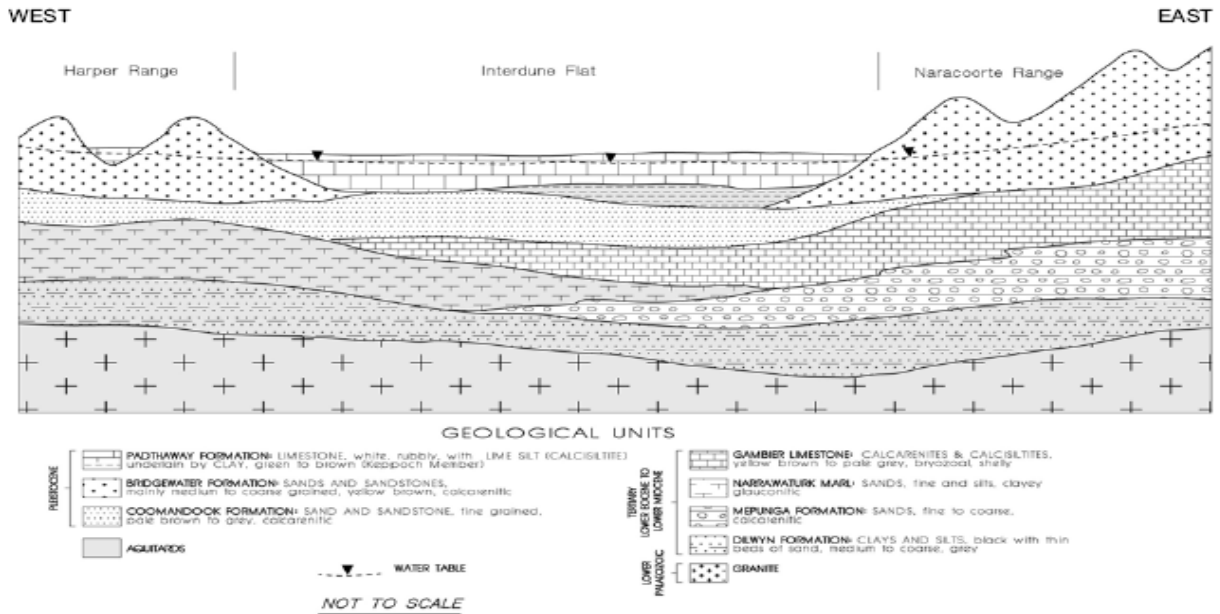 WEST
EAST
Harper Range
Interdune Flat
Naracoorte Range
GEOLOGICAL UNITS
PLEISTOCENE
PADTHAWAY FORMATION: LIMESTONE, white, rubbly, with LIME SILT (CALCISILTITE)
underlain by CLAY, green to brown (Keppoch Member)
BRIDGEWATER FORMATION: SANDS AND SANDSTONES,
mainly medium to coarse grained, yellow brown, calcarenitic
COOMANDOOK FORMATION: SAND AND SANDSTONE, fine grained,
pale brown to grey, calcarenitic
AQUITARDS
WATER TABLE
NOT TO SCALE
TERTIARY
LOWER EOCENE TO
LOWER MIOCENE
GAMBIER LIMESTONE: CALCARENITES & CALCISILTITES,
yellow brown to pale grey, bryozoal, shelly
NARRAWATURK MARL: SANDS, fine and silts, clayey
glauconitic
MEPUNGA FORMATION: SANDS, fine to coarse,
calcarenitic
DILWYN FORMATION: CLAYS AND SILTS, black with thin
beds of sand, medium to coarse, grey
LOWER
PALAEOZOIC
GRANITE